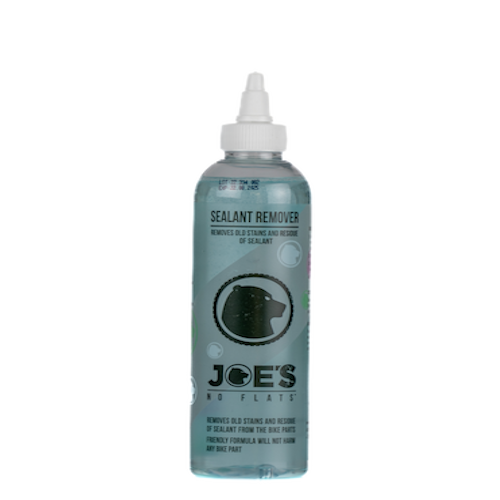 SEALANT REMOVER
REMOVES OLD STAINS AND RESIDUE
OF SEALANT
JOE'S
NO FLATS
REMOVES OLD STAINS AND RESIDUE
OF SEALANT FROM THE BIKE PARTS
FRIENDLY FORMULA WILL NOT HARM
ANY BIKE PART